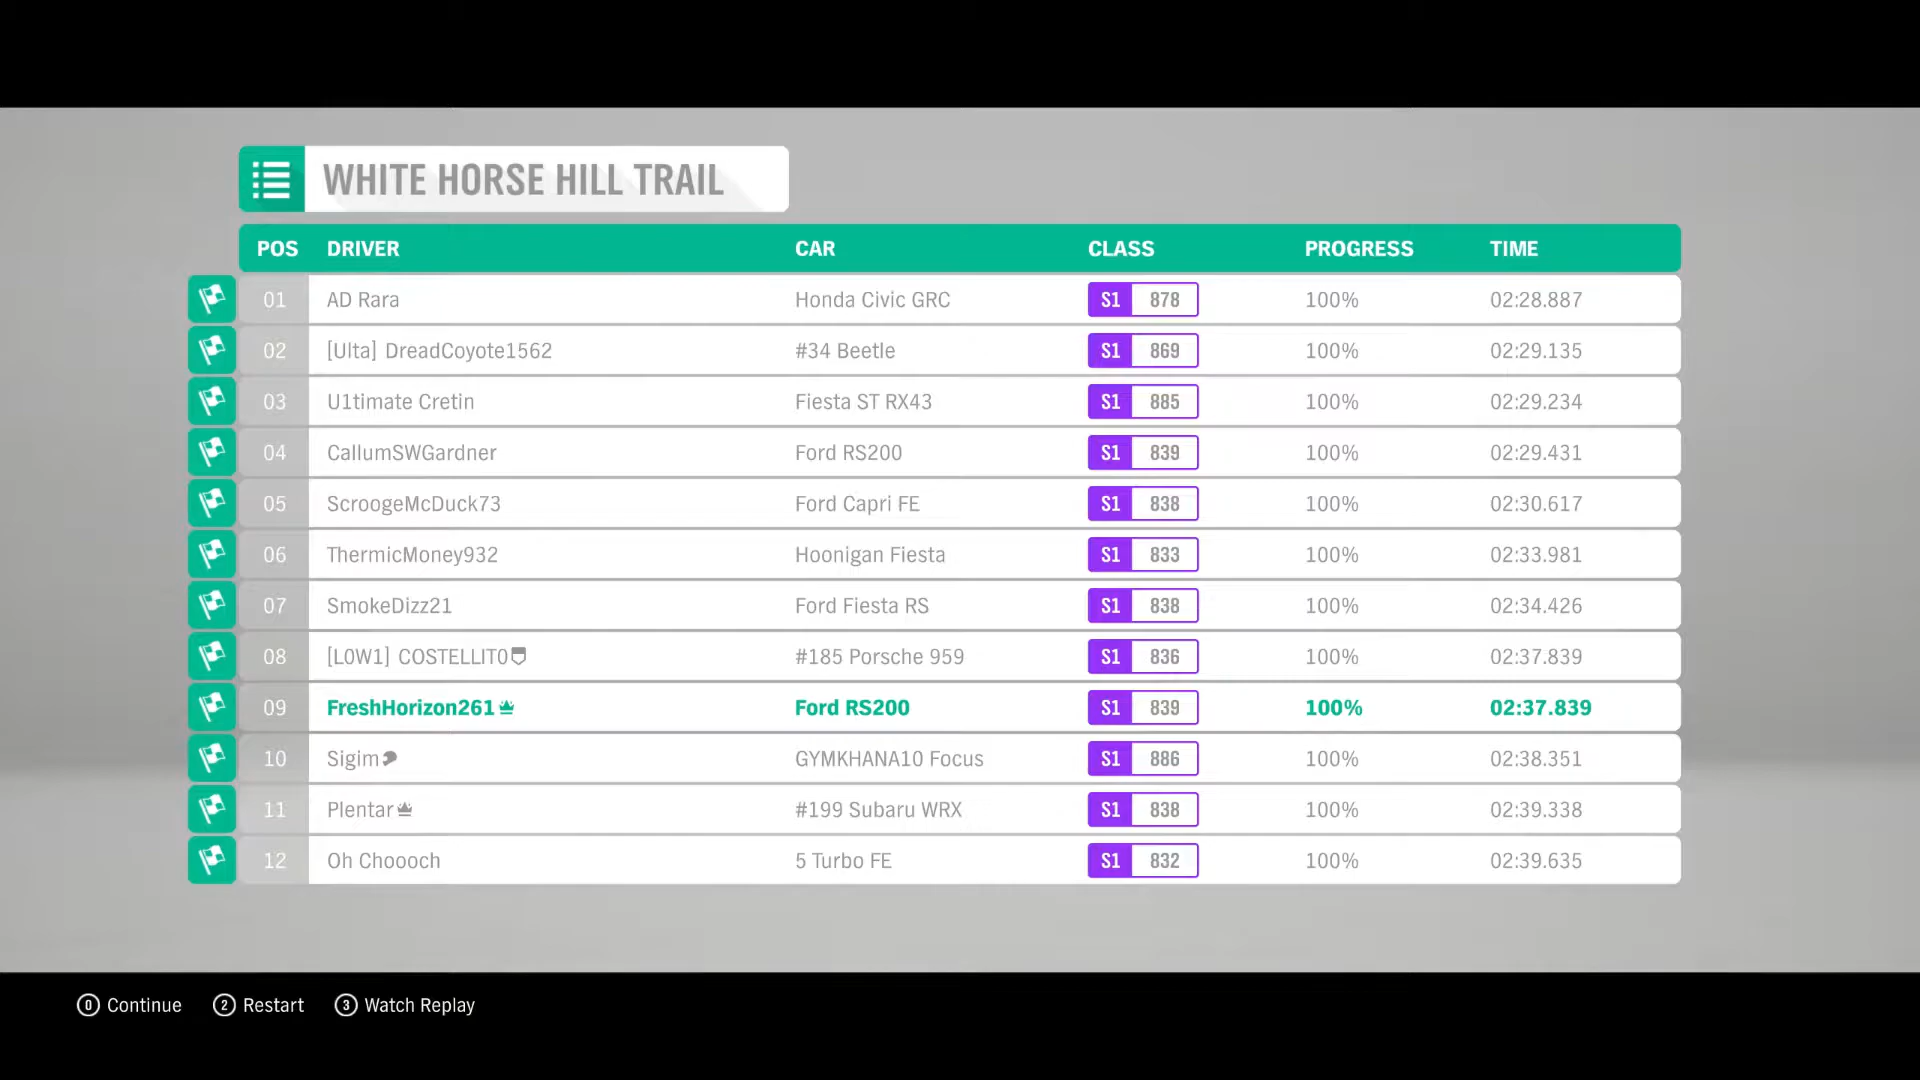 WHITE HORSE HILL TRAIL
POS DRIVER CAR CLASS PROGRESS TIME
01 AD Rara Honda Civic GRC S1 878 100% 02:28.887
02 [Ulta] DreadCoyote1562 #34 Beetle S1 869 100% 02:29.135
03 U1timate Cretin Fiesta ST RX43 S1 885 100% 02:29.234
04 CallumSWGardner Ford RS200 S1 839 100% 02:29.431
05 ScroogeMcDuck73 Ford Capri FE S1 838 100% 02:30.617
06 ThermicMoney932 Hoonigan Fiesta S1 833 100% 02:33.981
07 SmokeDizz21 Ford Fiesta RS S1 838 100% 02:34.426
08 [L0W1] COSTELLIT0 #185 Porsche 959 S1 836 100% 02:37.839
09 FreshHorizon261 Ford RS200 S1 839 100% 02:37.839
10 Sigim GYMKHANA10 Focus S1 886 100% 02:38.351
11 Plentar #199 Subaru WRX S1 838 100% 02:39.338
12 Oh Choooch 5 Turbo FE S1 832 100% 02:39.635
0 Continue 2 Restart 3 Watch Replay